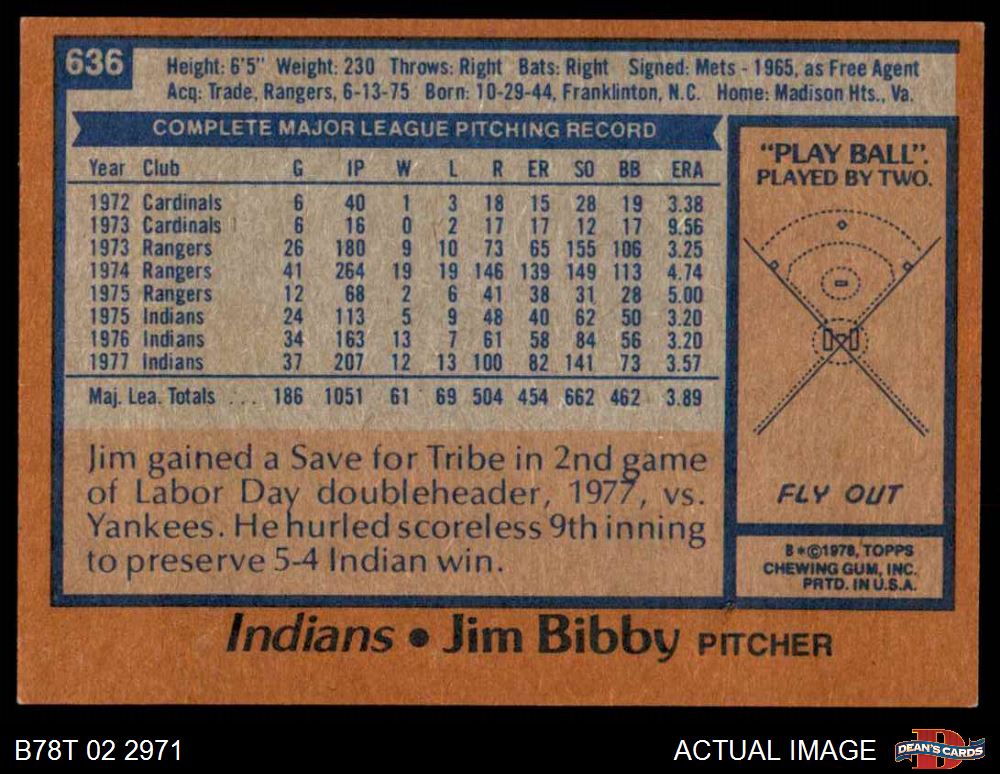 636
Height: 6'5" Weight: 230 Throws: Right Bats: Right Signed: Mets - 1965, as Free Agent
Acq: Trade, Rangers, 6-13-75 Born: 10-29-44, Franklinton, N.C. Home: Madison Hts., Va.
COMPLETE MAJOR LEAGUE PITCHING RECORD
Year Club G IP W L R ER SO BB ERA
1972 Cardinals 6 40 1 3 18 15 28 19 3.38
1973 Cardinals 6 16 0 2 17 17 12 17 9.56
1973 Rangers 26 180 9 10 73 65 155 106 3.25
1974 Rangers 41 264 19 19 146 139 149 113 4.74
1975 Rangers 12 68 2 6 41 38 31 28 5.00
1975 Indians 24 113 5 9 48 40 62 50 3.20
1976 Indians 34 163 13 7 61 58 84 56 3.20
1977 Indians 37 207 12 13 100 82 141 73 3.57
Maj. Lea. Totals ... 186 1051 61 69 504 454 662 462 3.89
Jim gained a Save for Tribe in 2nd game
of Labor Day doubleheader, 1977, vs.
Yankees. He hurled scoreless 9th inning
to preserve 5-4 Indian win.
"PLAY BALL".
PLAYED BY TWO.
FLY OUT
B*©1978, TOPPS
CHEWING GUM, INC.
PRTD. IN U.S.A.
Indians • Jim Bibby PITCHER
B78T 02 2971
ACTUAL IMAGE
D
DEAN'S CARDS